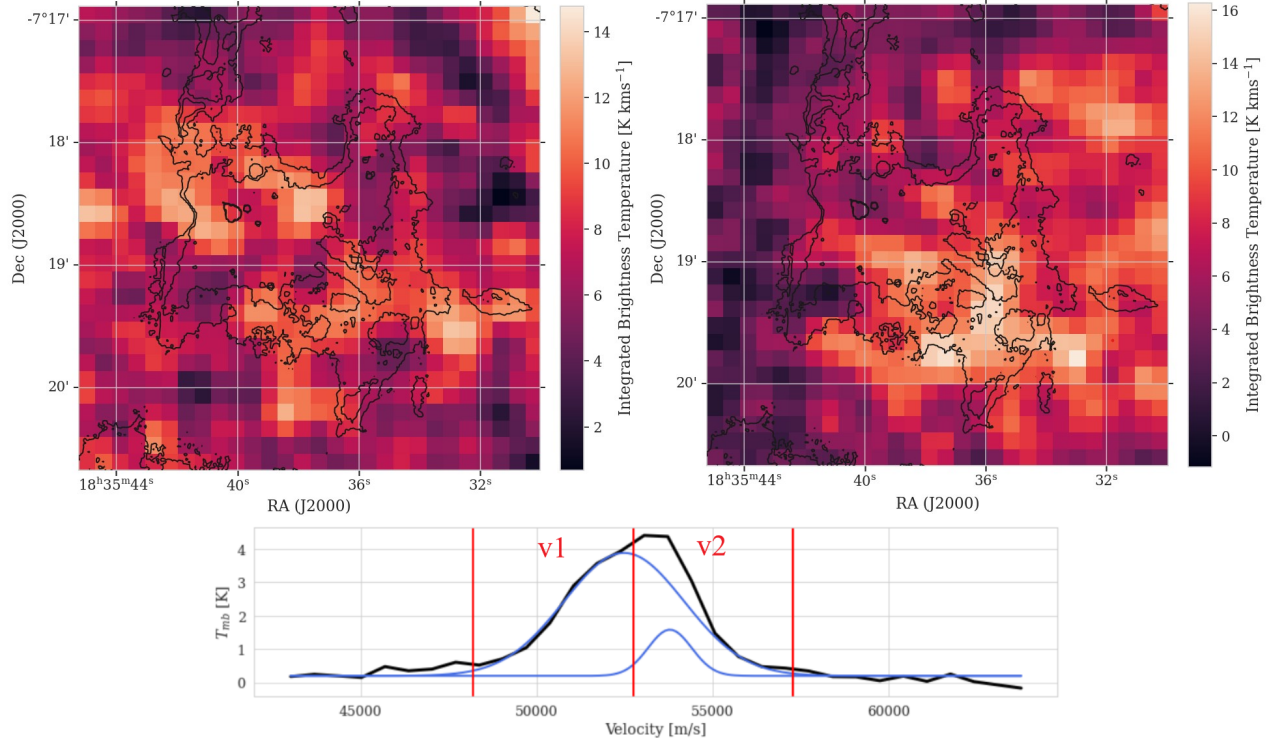 -7°17'
18'
19'
20'
Dec (J2000)
18ʰ35ᵐ44ˢ
40ˢ
36ˢ
32ˢ
RA (J2000)
14
12
10
8
6
4
2
Integrated Brightness Temperature [K kms⁻¹]
-7°17'
18'
19'
20'
Dec (J2000)
18ʰ35ᵐ44ˢ
40ˢ
36ˢ
32ˢ
RA (J2000)
16
14
12
10
8
6
4
2
0
Integrated Brightness Temperature [K kms⁻¹]
v1
v2
4
3
2
1
0
T_mb [K]
45000
50000
55000
60000
Velocity [m/s]